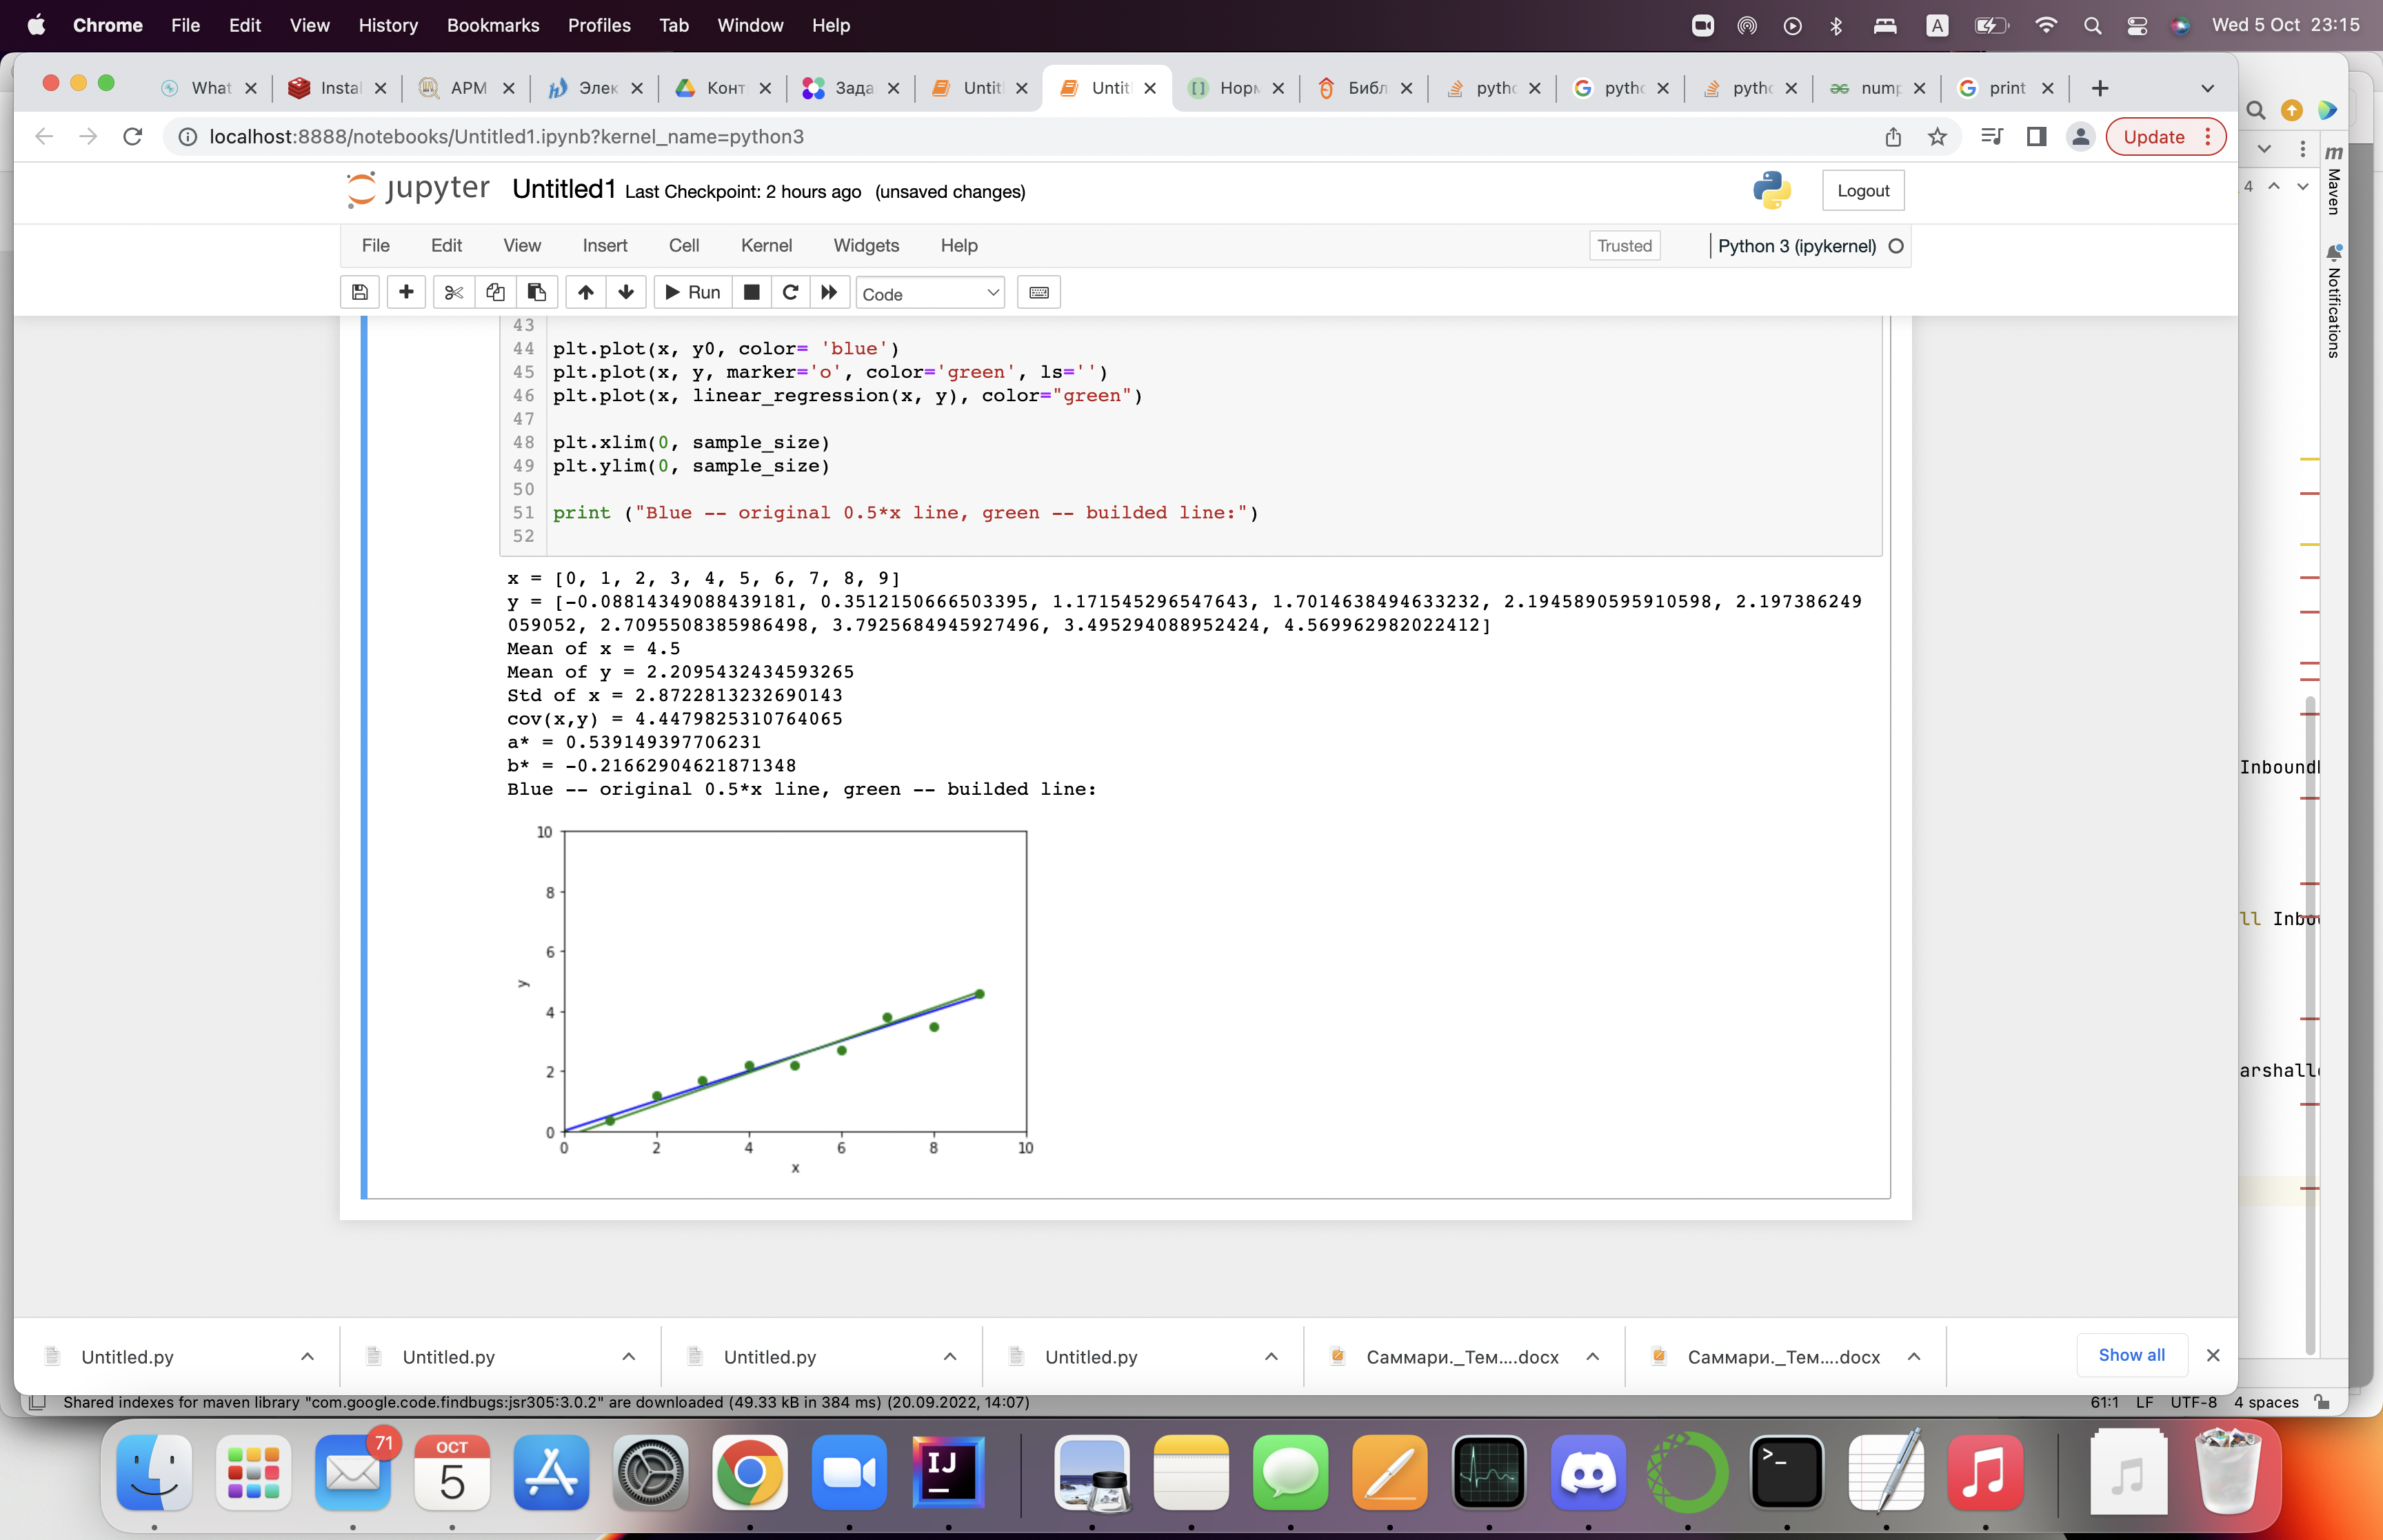 Chrome File Edit View History Bookmarks Profiles Tab Window Help A Wed 5 Oct 23:15
What Instal АРМ Элек Конт Зада Untit Untit Норм Библ pytho pytho pytho nump print
localhost:8888/notebooks/Untitled1.ipynb?kernel_name=python3 Update
jupyter Untitled1 Last Checkpoint: 2 hours ago (unsaved changes) Logout
File Edit View Insert Cell Kernel Widgets Help Trusted Python 3 (ipykernel)
Run Code
43
44 plt.plot(x, y0, color= 'blue')
45 plt.plot(x, y, marker='o', color='green', ls='')
46 plt.plot(x, linear_regression(x, y), color="green")
47
48 plt.xlim(0, sample_size)
49 plt.ylim(0, sample_size)
50
51 print ("Blue -- original 0.5*x line, green -- builded line:")
52
x = [0, 1, 2, 3, 4, 5, 6, 7, 8, 9]
y = [-0.08814349088439181, 0.3512150666503395, 1.171545296547643, 1.7014638494633232, 2.1945890595910598, 2.197386249
059052, 2.7095508385986498, 3.7925684945927496, 3.495294088952424, 4.569962982022412]
Mean of x = 4.5
Mean of y = 2.2095432434593265
Std of x = 2.8722813232690143
cov(x,y) = 4.4479825310764065
a* = 0.539149397706231
b* = -0.21662904621871348
Blue -- original 0.5*x line, green -- builded line:
10
8
6
y
4
2
0
0 2 4 6 8 10
x
4
m
Maven
Notifications
Inbound
ll Inbou
arshall
Untitled.py Untitled.py Untitled.py Untitled.py Саммари._Тем....docx Саммари._Тем....docx Show all
Shared indexes for maven library "com.google.code.findbugs:jsr305:3.0.2" are downloaded (49.33 kB in 384 ms) (20.09.2022, 14:07) 61:1 LF UTF-8 4 spaces
71
OCT
5
IJ
>_